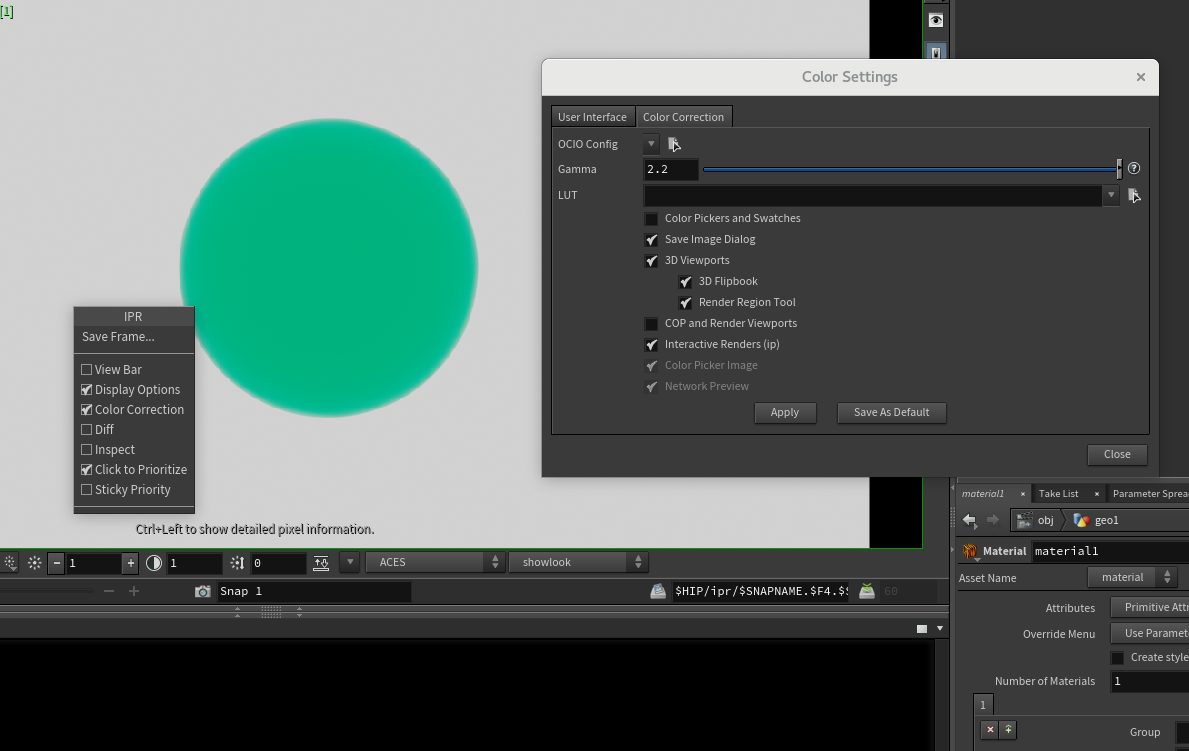 [1]
Color Settings
User Interface
Color Correction
OCIO Config
Gamma
2.2
LUT
Color Pickers and Swatches
Save Image Dialog
3D Viewports
3D Flipbook
Render Region Tool
COP and Render Viewports
Interactive Renders (ip)
Color Picker Image
Network Preview
Apply
Save As Default
Close
IPR
Save Frame...
View Bar
Display Options
Color Correction
Diff
Inspect
Click to Prioritize
Sticky Priority
Ctrl+Left to show detailed pixel information.
1
1
0
ACES
showlook
Snap 1
$HIP/ipr/$SNAPNAME.$F4.$S
60
material1
Take List
Parameter Sprea
obj
geo1
Material
material1
Asset Name
material
Attributes
Primitive Attr
Override Menu
Use Paramete
Create style
Number of Materials
1
1
Group